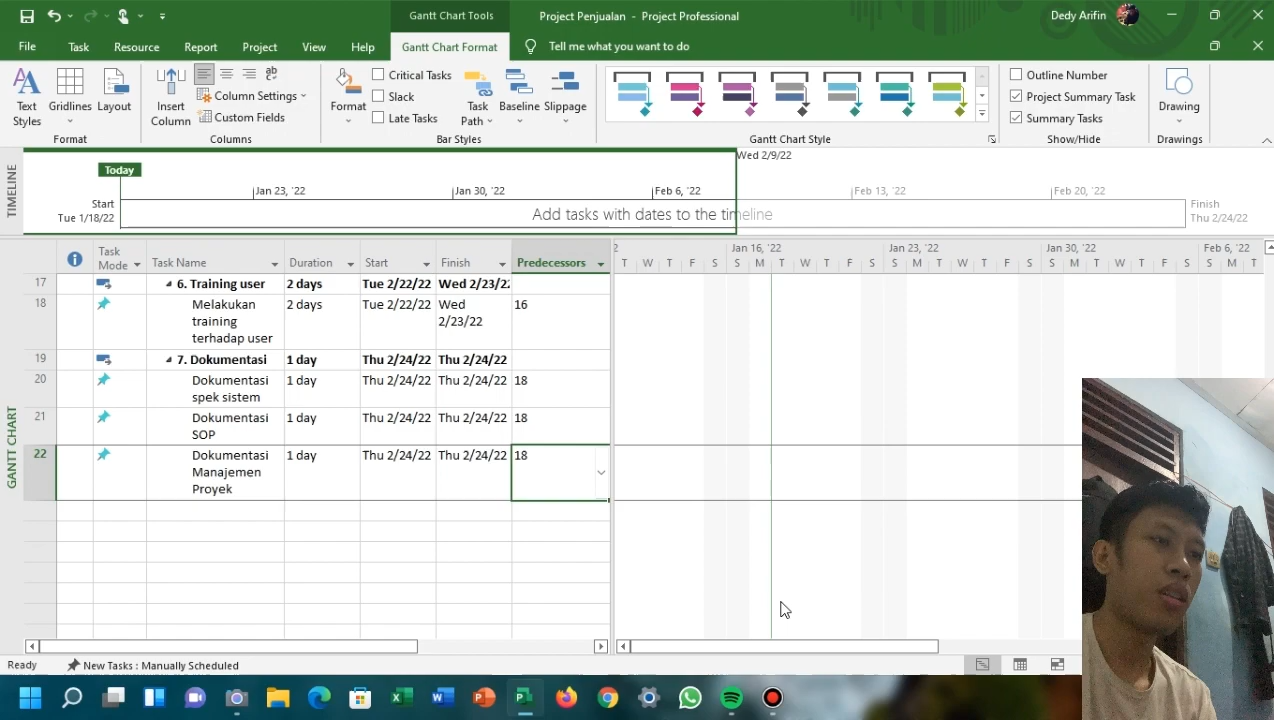 Gantt Chart Tools
Project Penjualan - Project Professional
Dedy Arifin
File
Task
Resource
Report
Project
View
Help
Gantt Chart Format
Tell me what you want to do
Text Styles
Gridlines
Layout
Format
Insert Column
Column Settings
Custom Fields
Columns
Format
Critical Tasks
Slack
Late Tasks
Task Path
Baseline
Slippage
Bar Styles
Gantt Chart Style
Outline Number
Project Summary Task
Summary Tasks
Show/Hide
Drawing
Drawings
TIMELINE
Today
Wed 2/9/22
Jan 23, '22
Jan 30, '22
Feb 6, '22
Feb 13, '22
Feb 20, '22
Start
Tue 1/18/22
Add tasks with dates to the timeline
Finish
Thu 2/24/22
GANTT CHART
Task Mode
Task Name
Duration
Start
Finish
Predecessors
2
Jan 16, '22
Jan 23, '22
Jan 30, '22
Feb 6, '22
T W T F S S M T W T F S S M T W T F S S M T W T F S S M T
17 6. Training user 2 days Tue 2/22/22 Wed 2/23/22
18 Melakukan 2 days Tue 2/22/22 Wed 16
training 2/23/22
terhadap user
19 7. Dokumentasi 1 day Thu 2/24/22 Thu 2/24/22
20 Dokumentasi 1 day Thu 2/24/22 Thu 2/24/22 18
spek sistem
21 Dokumentasi 1 day Thu 2/24/22 Thu 2/24/22 18
SOP
22 Dokumentasi 1 day Thu 2/24/22 Thu 2/24/22 18
Manajemen
Proyek
Ready
New Tasks : Manually Scheduled